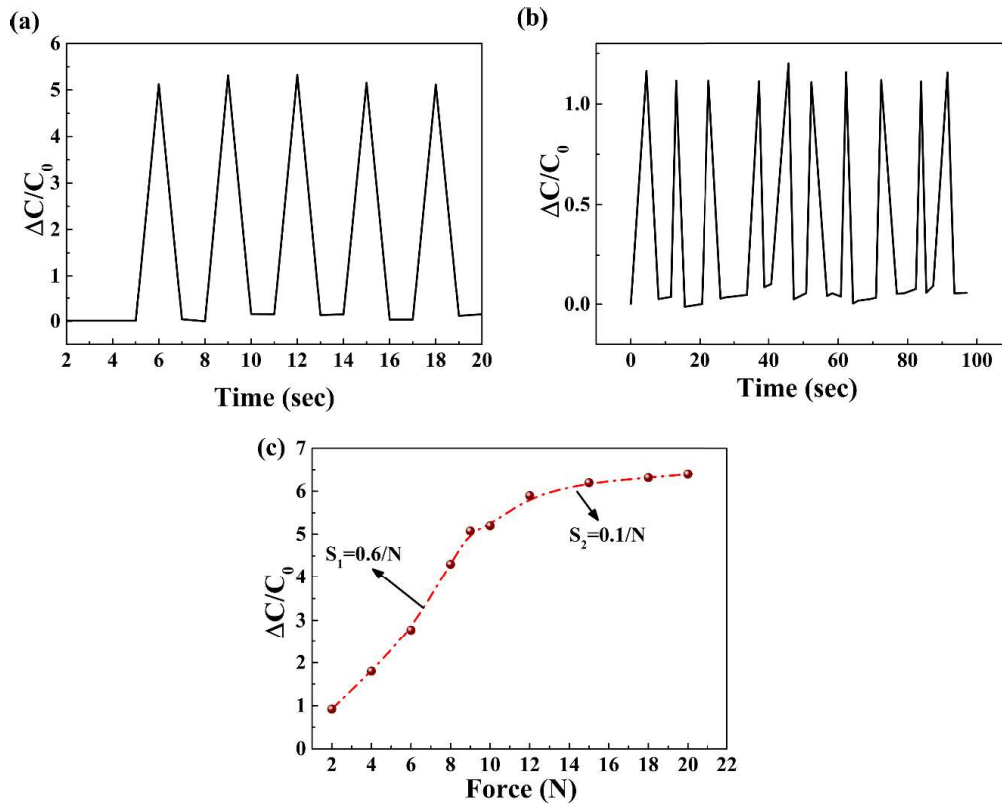 (a)
6
5
4
3
2
1
0
ΔC/C₀
2 4 6 8 10 12 14 16 18 20
Time (sec)
(b)
1.0
0.5
0.0
ΔC/C₀
0 20 40 60 80 100
Time (sec)
(c)
7
6
5
4
3
2
1
0
ΔC/C₀
S₁=0.6/N
S₂=0.1/N
2 4 6 8 10 12 14 16 18 20 22
Force (N)